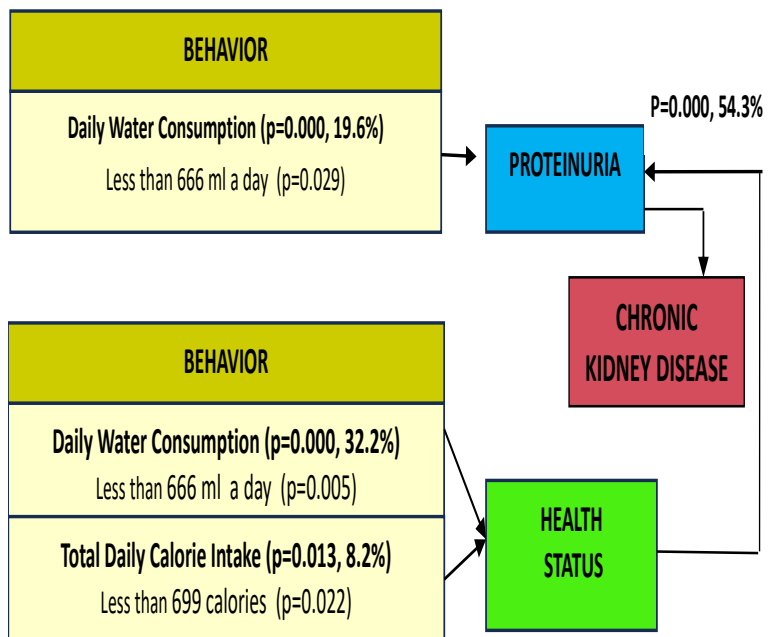 BEHAVIOR
Daily Water Consumption (p=0.000, 19.6%)
Less than 666 ml a day (p=0.029)
P=0.000, 54.3%
PROTEINURIA
CHRONIC
KIDNEY DISEASE
BEHAVIOR
Daily Water Consumption (p=0.000, 32.2%)
Less than 666 ml a day (p=0.005)
Total Daily Calorie Intake (p=0.013, 8.2%)
Less than 699 calories (p=0.022)
HEALTH
STATUS